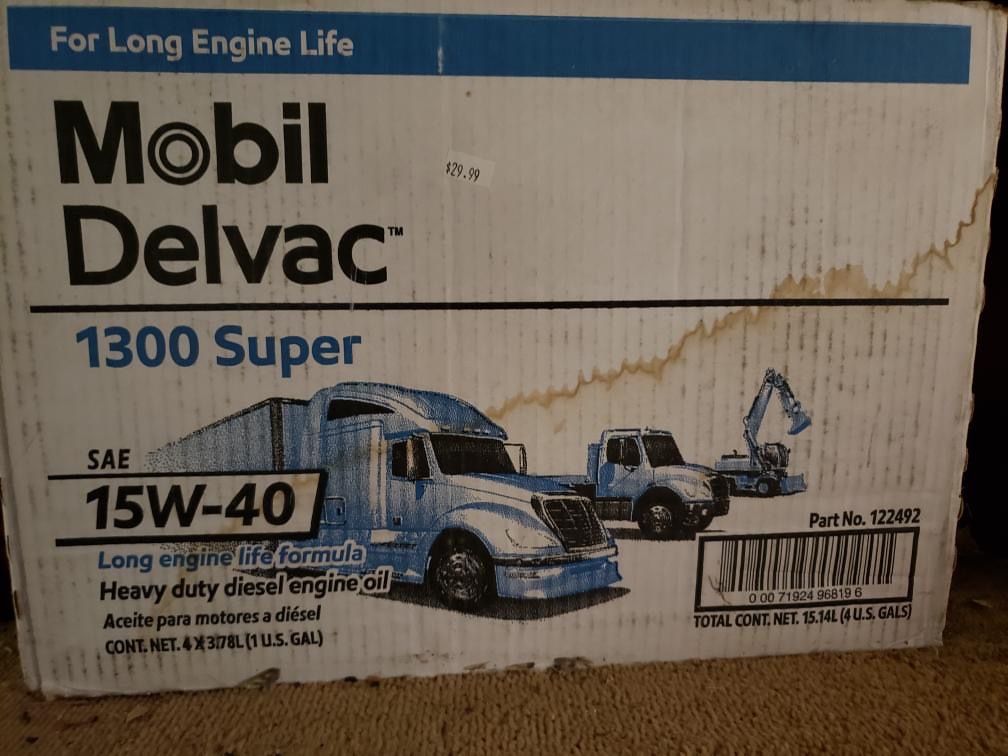 For Long Engine Life
Mobil
$29.99
Delvac™
1300 Super
SAE
15W-40
Long engine life formula
Heavy duty diesel engine oil
Aceite para motores a diésel
CONT. NET. 4 X 3.78L (1 U.S. GAL)
Part No. 122492
0 00 71924 96819 6
TOTAL CONT. NET. 15.14L (4 U.S. GALS)